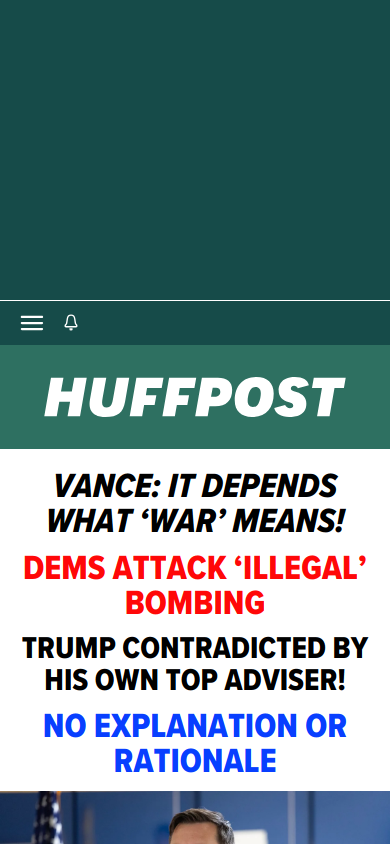 HUFFPOST
VANCE: IT DEPENDS
WHAT ‘WAR’ MEANS!
DEMS ATTACK ‘ILLEGAL’
BOMBING
TRUMP CONTRADICTED BY
HIS OWN TOP ADVISER!
NO EXPLANATION OR
RATIONALE